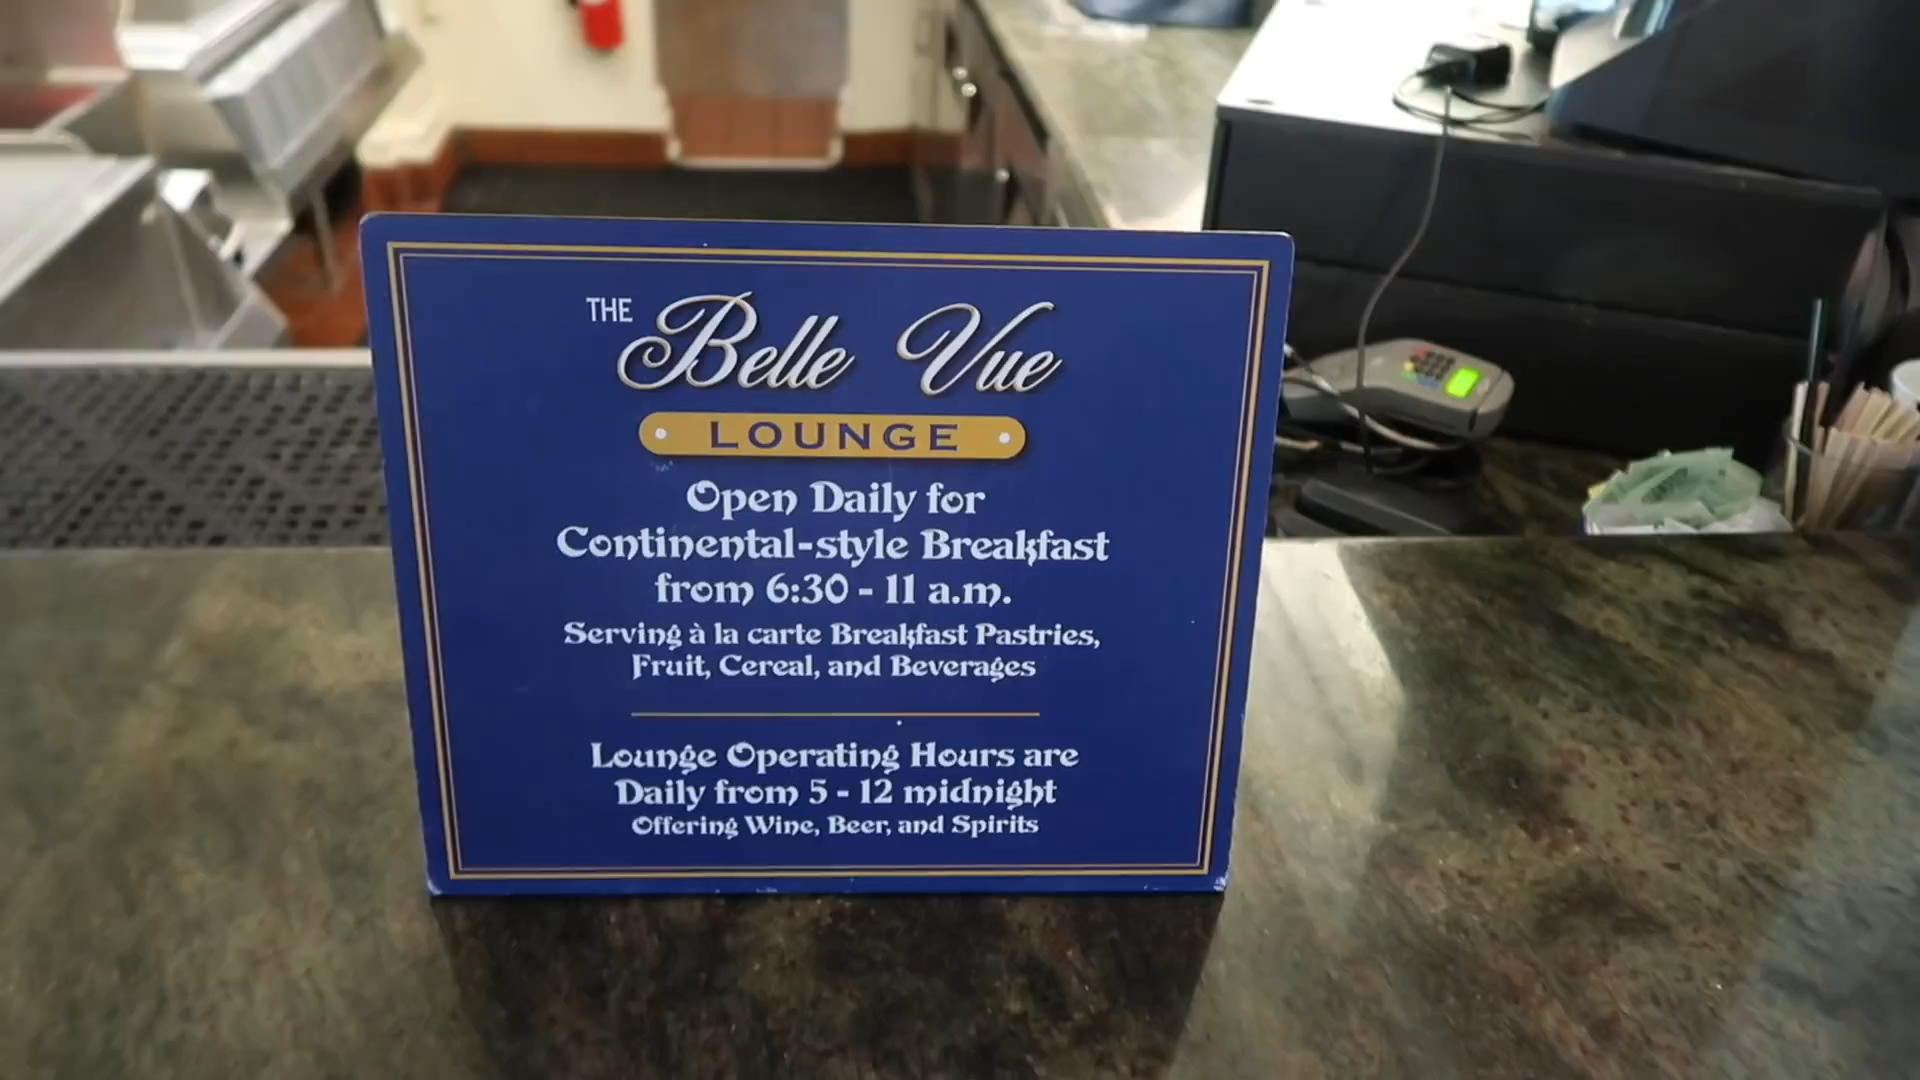 THE Belle Vue
LOUNGE
Open Daily for
Continental-style Breakfast
from 6:30 - 11 a.m.
Serving à la carte Breakfast Pastries,
Fruit, Cereal, and Beverages
Lounge Operating Hours are
Daily from 5 - 12 midnight
Offering Wine, Beer, and Spirits